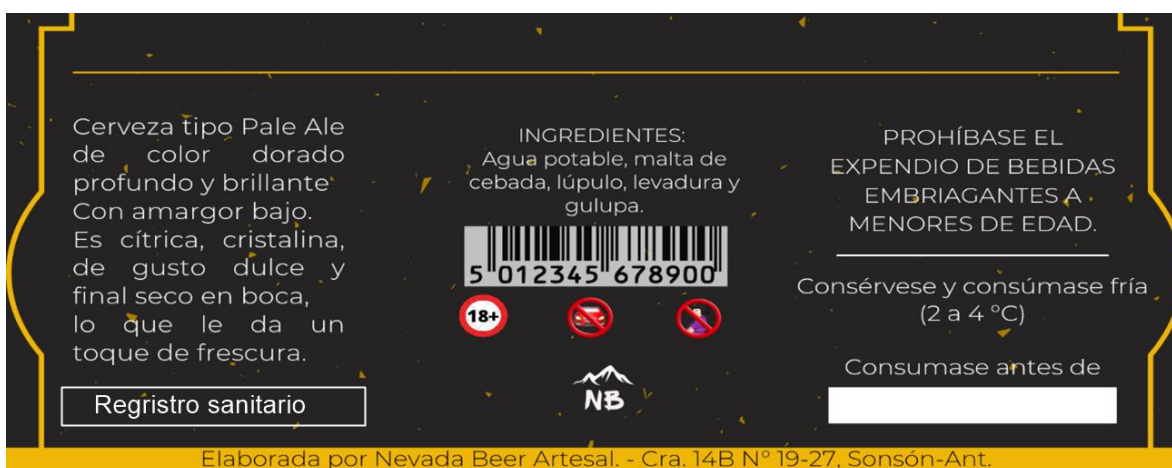 Cerveza tipo Pale Ale
de color dorado
profundo y brillante
Con amargor bajo.
Es cítrica, cristalina,
de gusto dulce y
final seco en boca,
lo que le da un
toque de frescura.
Regristro sanitario
INGREDIENTES:
Agua potable, malta de
cebada, lúpulo, levadura y
gulupa.
5 012345 678900
18+
NB
PROHÍBASE EL
EXPENDIO DE BEBIDAS
EMBRIAGANTES A
MENORES DE EDAD.
Consérvese y consúmase fría
(2 a 4 °C)
Consumase antes de
Elaborada por Nevada Beer Artesal. - Cra. 14B N° 19-27, Sonsón-Ant.